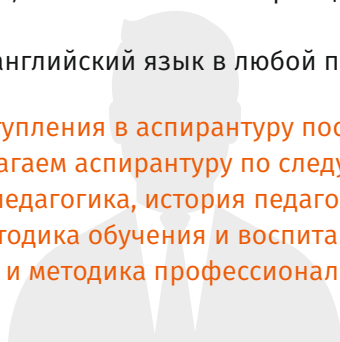 английский язык в любой п
тупления в аспирантуру пос
агаем аспирантуру по следу
педагогика, история педаго
тодика обучения и воспита
и методика профессионал